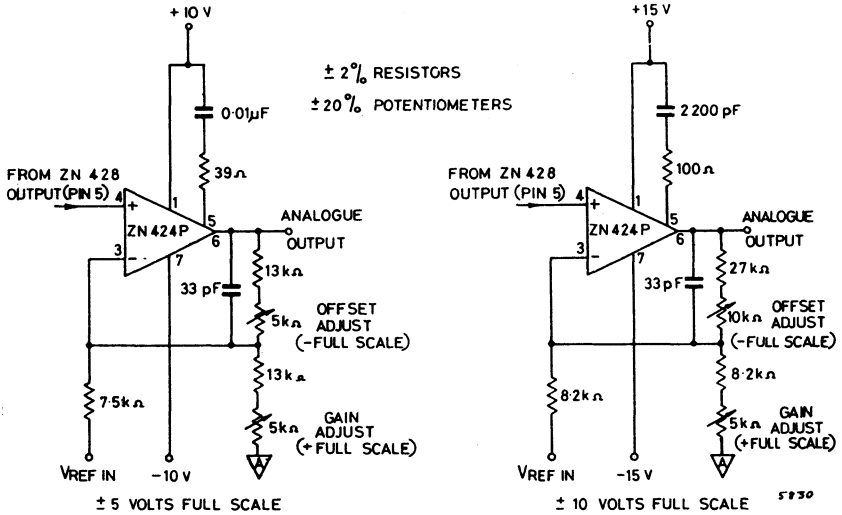 +10 V
+15 V
± 2% RESISTORS
± 20% POTENTIOMETERS
0.01µF
39Ω
FROM ZN 428
OUTPUT (PIN 5)
4
+
1
ZN 424P
5
6
3
−
7
ANALOGUE
OUTPUT
13kΩ
33 pF
5kΩ
OFFSET
ADJUST
(−FULL SCALE)
13kΩ
7.5kΩ
5kΩ
GAIN
ADJUST
(+FULL SCALE)
A
VREF IN
−10 V
± 5 VOLTS FULL SCALE
2200 pF
100Ω
FROM ZN 428
OUTPUT (PIN 5)
4
+
1
ZN 424P
5
6
3
−
7
ANALOGUE
OUTPUT
27kΩ
33pF
10kΩ
OFFSET
ADJUST
(−FULL SCALE)
8.2kΩ
8.2kΩ
5kΩ
GAIN
ADJUST
(+FULL SCALE)
A
VREF IN
−15 V
± 10 VOLTS FULL SCALE
5830